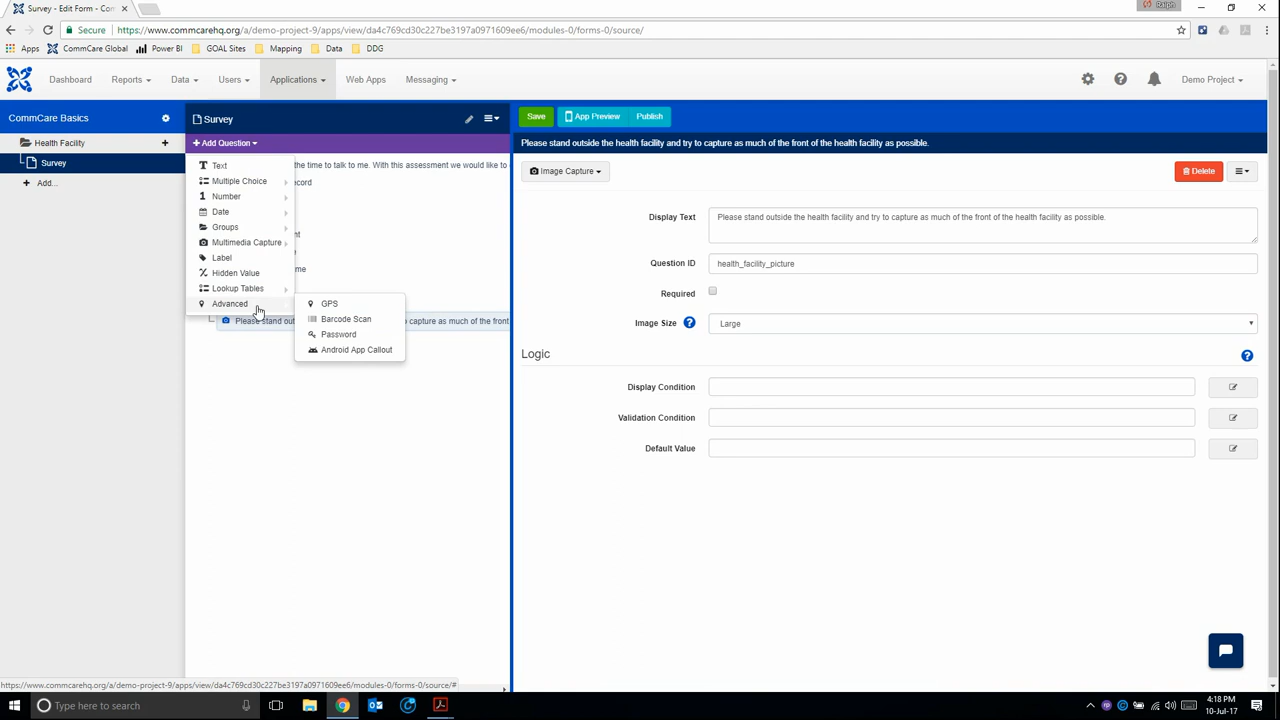 Survey - Edit Form - Com
Ralph
Secure
https://www.commcarehq.org/a/demo-project-9/apps/view/da4c769cd30c227be3197a0971609ee6/modules-0/forms-0/source/
Apps
CommCare Global
Power BI
GOAL Sites
Mapping
Data
DDG
Dashboard
Reports
Data
Users
Applications
Web Apps
Messaging
Demo Project
CommCare Basics
Survey
Save
App Preview
Publish
Health Facility
+ Add Question
Please stand outside the health facility and try to capture as much of the front of the health facility as possible.
Survey
Add...
Text
the time to talk to me. With this assessment we would like to
Multiple Choice
ord
Number
Date
Groups
nt
Multimedia Capture
e
Label
Hidden Value
me
Lookup Tables
Advanced
GPS
Barcode Scan
Password
Android App Callout
Please stand out
to capture as much of the front
Image Capture
Delete
Display Text
Please stand outside the health facility and try to capture as much of the front of the health facility as possible.
Question ID
health_facility_picture
Required
Image Size
Large
Logic
Display Condition
Validation Condition
Default Value
https://www.commcarehq.org/a/demo-project-9/apps/view/da4c769cd30c227be3197a0971609ee6/modules-0/forms-0/source/#
Type here to search
4:18 PM
10-Jul-17